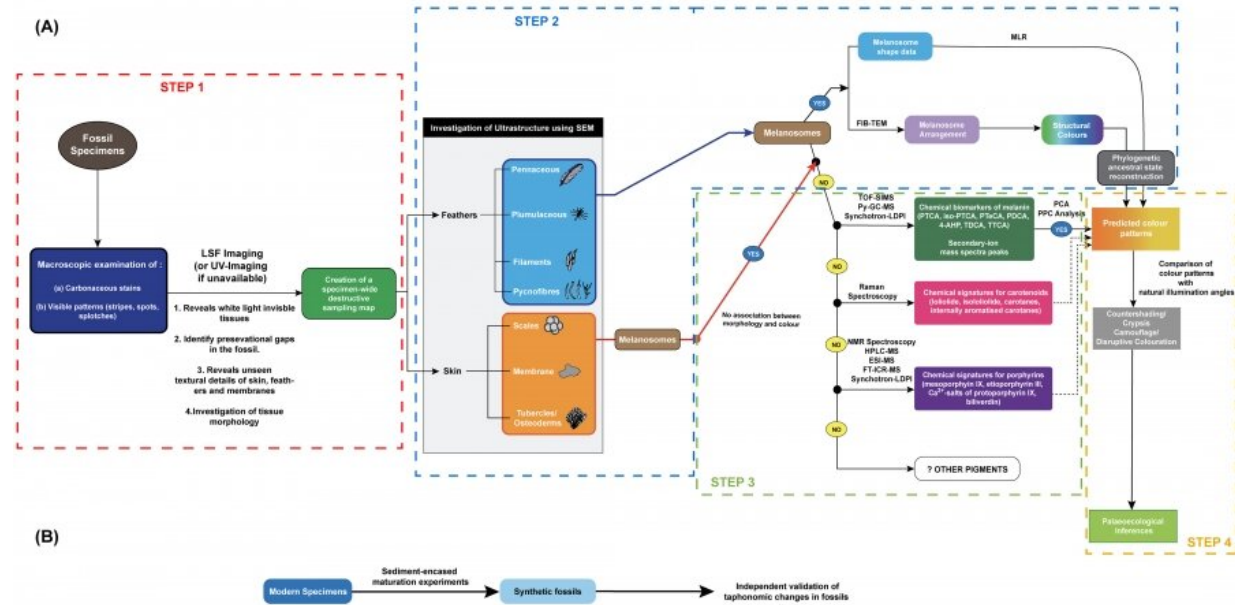 (A)
STEP 1
Fossil
Specimens
Macroscopic examination of :
(a) Carbonaceous stains
(b) Visible patterns (stripes, spots,
splotches)
LSF Imaging
(or UV-Imaging
if unavailable)
1. Reveals white light invisible
tissues
2. Identify presevational gaps
in the fossil.
3. Reveals unseen
textural details of skin, feath-
ers and membranes
4.Investigation of tissue
morphology
Creation of a
specimen-wide
destructive
sampling map
STEP 2
Investigation of Ultrastructure using SEM
Feathers
Pennaceous
Plumulaceous
Filaments
Pycnofibres
Skin
Scales
Membrane
Tubercles/
Osteoderms
Melanosomes
Melanosomes
YES
Melanosome
shape data
MLR
FIB-TEM
Melanosome
Arrangement
Structural
Colours
Phylogenetic
ancestral state
reconstruction
YES
No association between
morphology and colour
NO
TOF-SIMS
Py-GC-MS
Synchrotron-LDPI
Chemical biomarkers of melanin
(PTCA, iso-PTCA, PTeCA, PDCA,
4-AHP, TDCA, TTCA)
Secondary-ion
mass spectra peaks
PCA
PPC Analysis
YES
NO
Raman
Spectroscopy
Chemical signatures for carotenoids
(loliolide, isololiolide, carotanes,
internally aromatised carotanes)
NO
NMR Spectroscopy
HPLC-MS
ESI-MS
FT-ICR-MS
Synchrotron-LDPI
Chemical signatures for porphyrins
(mesoporphyin IX, etioporphyrin III,
Ca²⁺-salts of protoporphyrin IX,
biliverdin)
NO
? OTHER PIGMENTS
STEP 3
Predicted colour
patterns
Comparison of
colour patterns
with
natural illumination angles
Countershading/
Crypsis
Camouflage/
Disruptive Colouration
Palaeoecological
Inferences
STEP 4
(B)
Modern Specimens
Sediment-encased
maturation experiments
Synthetic fossils
Independent validation of
taphonomic changes in fossils